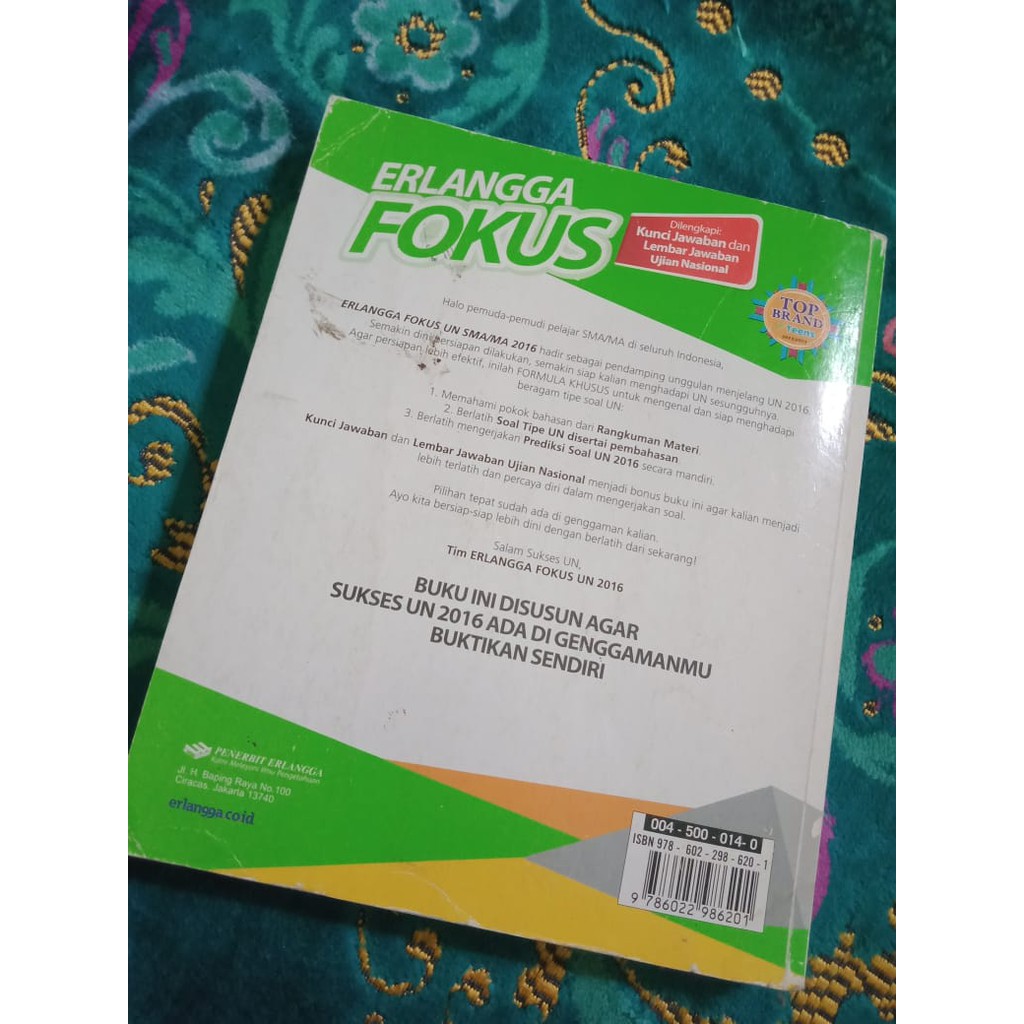 ERLANGGA
FOKUS
Dilengkapi:
Kunci Jawaban dan
Lembar Jawaban
Ujian Nasional
TOP
BRAND
Teens
Halo pemuda-pemudi pelajar SMA/MA di seluruh Indonesia,
ERLANGGA FOKUS UN SMA/MA 2016 hadir sebagai pendamping unggulan menjelang UN 2016.
Semakin dini persiapan dilakukan, semakin siap kalian menghadapi UN sesungguhnya.
Agar persiapan lebih efektif, inilah FORMULA KHUSUS untuk mengenal dan siap menghadapi
beragam tipe soal UN:
1. Memahami pokok bahasan dari Rangkuman Materi.
2. Berlatih Soal Tipe UN disertai pembahasan
3. Berlatih mengerjakan Prediksi Soal UN 2016 secara mandiri.
Kunci Jawaban dan Lembar Jawaban Ujian Nasional menjadi bonus buku ini agar kalian menjadi
lebih terlatih dan percaya diri dalam mengerjakan soal.
Pilihan tepat sudah ada di genggaman kalian.
Ayo kita bersiap-siap lebih dini dengan berlatih dari sekarang!
Salam Sukses UN,
Tim ERLANGGA FOKUS UN 2016
BUKU INI DISUSUN AGAR
SUKSES UN 2016 ADA DI GENGGAMANMU
BUKTIKAN SENDIRI
PENERBIT ERLANGGA
Kami Melayani Ilmu Pengetahuan
Jl. H. Baping Raya No.100
Ciracas, Jakarta 13740
erlangga.co.id
004 - 500 - 014- 0
ISBN 978 - 602 - 298 - 620 - 1
9 786022 986201